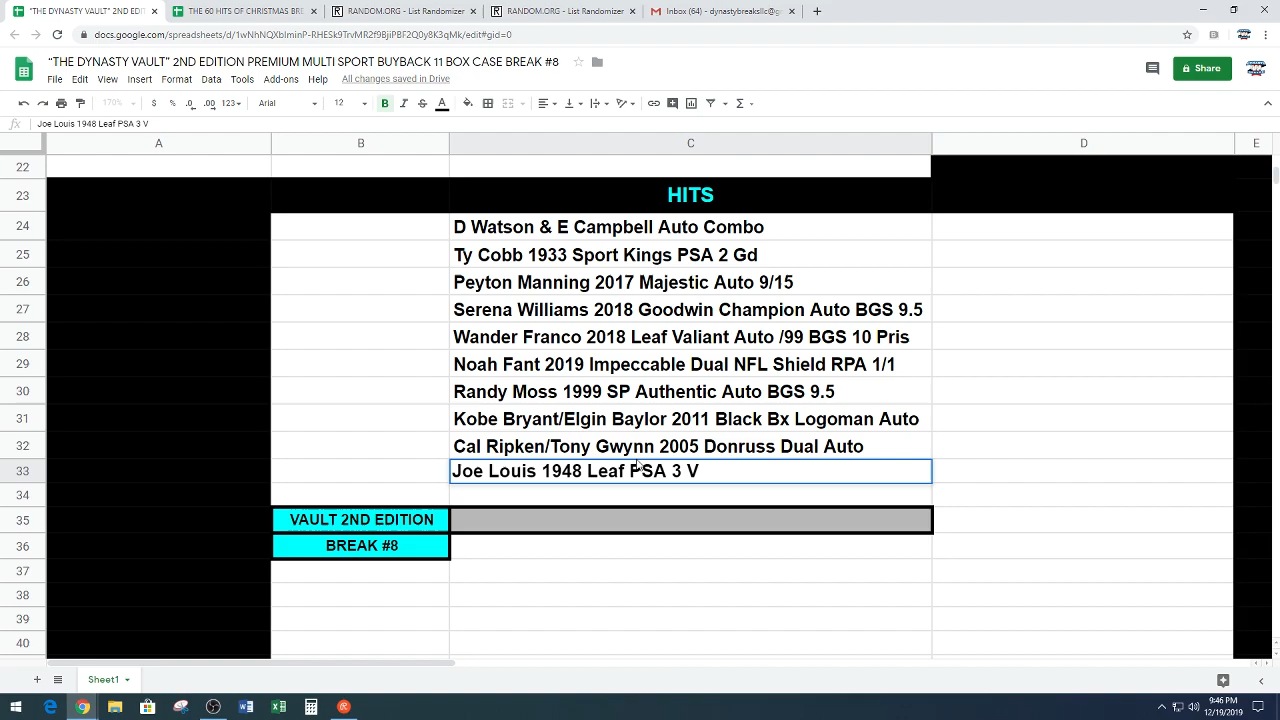 "THE DYNASTY VAULT" 2ND EDIT
THE 60 HITS OF CHRISTMAS BRE
RANDOM.ORG - List Randomizer
RANDOM.ORG - List Randomizer
Inbox (64) - dynastybreaksllc@gr
docs.google.com/spreadsheets/d/1wNhNQXblminP-RHESk9TrvMR2f9BjiPBF2Q0y8K3qMk/edit#gid=0
“THE DYNASTY VAULT” 2ND EDITION PREMIUM MULTI SPORT BUYBACK 11 BOX CASE BREAK #8
Share
File Edit View Insert Format Data Tools Add-ons Help All changes saved in Drive
170% $ % .0 .00 123 Arial 12 B I S A
fx Joe Louis 1948 Leaf PSA 3 V
A B C D E
22
23 HITS
24 D Watson & E Campbell Auto Combo
25 Ty Cobb 1933 Sport Kings PSA 2 Gd
26 Peyton Manning 2017 Majestic Auto 9/15
27 Serena Williams 2018 Goodwin Champion Auto BGS 9.5
28 Wander Franco 2018 Leaf Valiant Auto /99 BGS 10 Pris
29 Noah Fant 2019 Impeccable Dual NFL Shield RPA 1/1
30 Randy Moss 1999 SP Authentic Auto BGS 9.5
31 Kobe Bryant/Elgin Baylor 2011 Black Bx Logoman Auto
32 Cal Ripken/Tony Gwynn 2005 Donruss Dual Auto
33 Joe Louis 1948 Leaf PSA 3 V
34
35 VAULT 2ND EDITION
36 BREAK #8
37
38
39
40
Sheet1
9:46 PM
12/19/2019